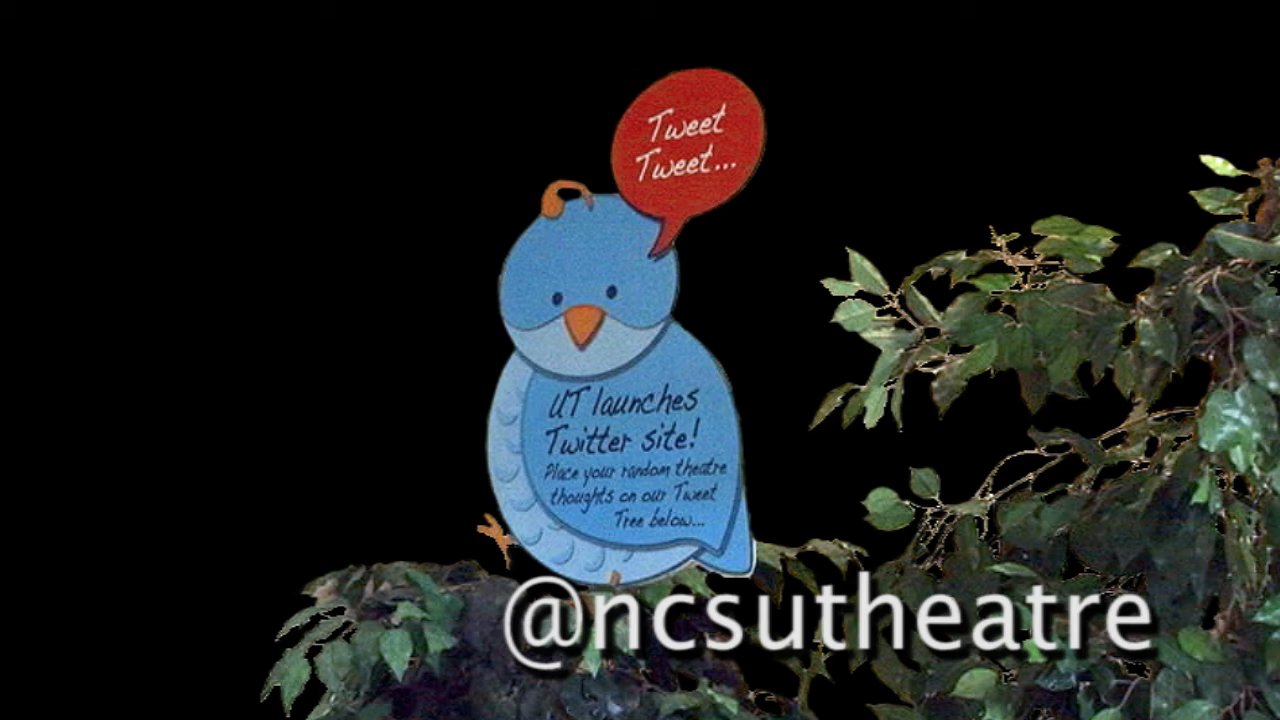 Tweet
Tweet...
UT launches
Twitter site!
Place your random theatre
thoughts on our Tweet
Tree below...
@ncsutheatre